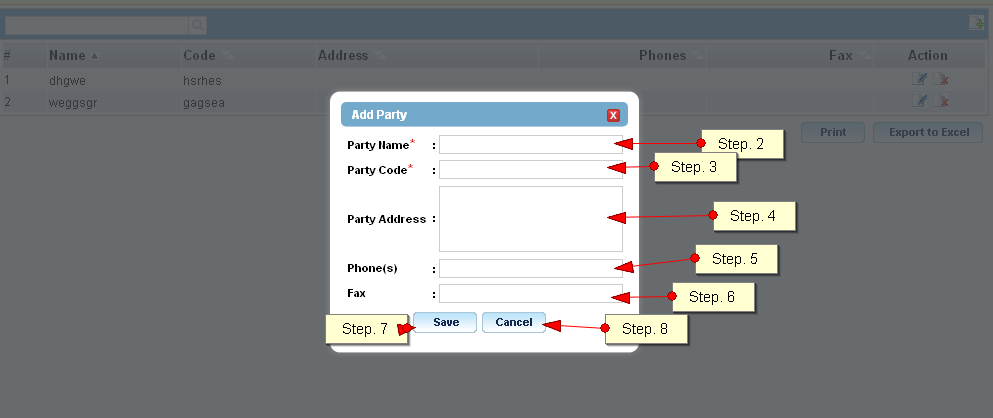 # Name Code Address Phones Fax Action
1 dhgwe hsrhes
2 weggsgr gagsea
Print Export to Excel
Add Party X
Party Name* : Step. 2
Party Code* : Step. 3
Party Address : Step. 4
Phone(s) : Step. 5
Fax : Step. 6
Step. 7 Save Cancel Step. 8